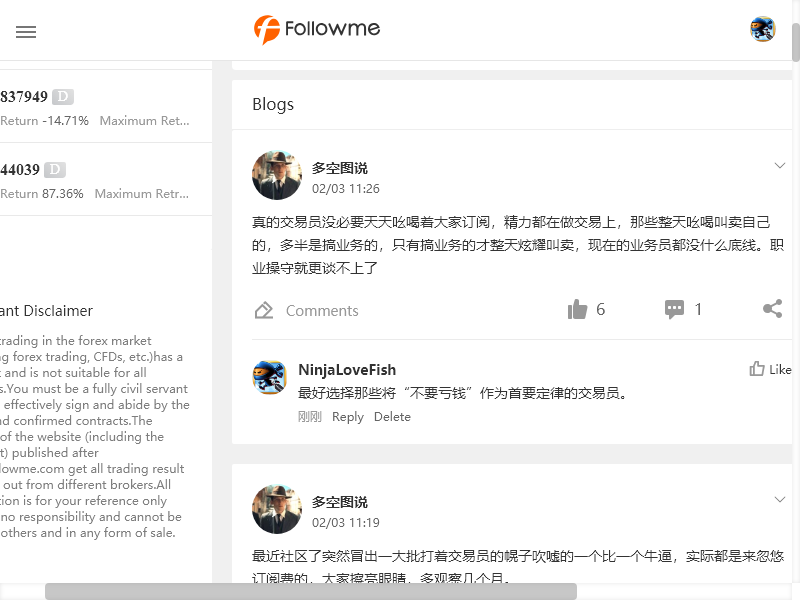 Followme
837949 D
Return -14.71% Maximum Ret...
44039 D
Return 87.36% Maximum Retr...
ant Disclaimer
trading in the forex market
ng forex trading, CFDs, etc.)has a
and is not suitable for all
s.You must be a fully civil servant
effectively sign and abide by the
nd confirmed contracts.The
of the website (including the
t) published after
lowme.com get all trading result
out from different brokers.All
tion is for your reference only
no responsibility and cannot be
others and in any form of sale.
Blogs
多空图说
02/03 11:26
真的交易员没必要天天吆喝着大家订阅，精力都在做交易上，那些整天吆喝叫卖自己
的，多半是搞业务的，只有搞业务的才整天炫耀叫卖，现在的业务员都没什么底线。职
业操守就更谈不上了
Comments 6 1
NinjaLoveFish Like
最好选择那些将“不要亏钱”作为首要定律的交易员。
刚刚 Reply Delete
多空图说
02/03 11:19
最近社区了突然冒出一大批打着交易员的幌子吹嘘的一个比一个牛逼，实际都是来忽悠
订阅费的，大家擦亮眼睛，多观察几个月。